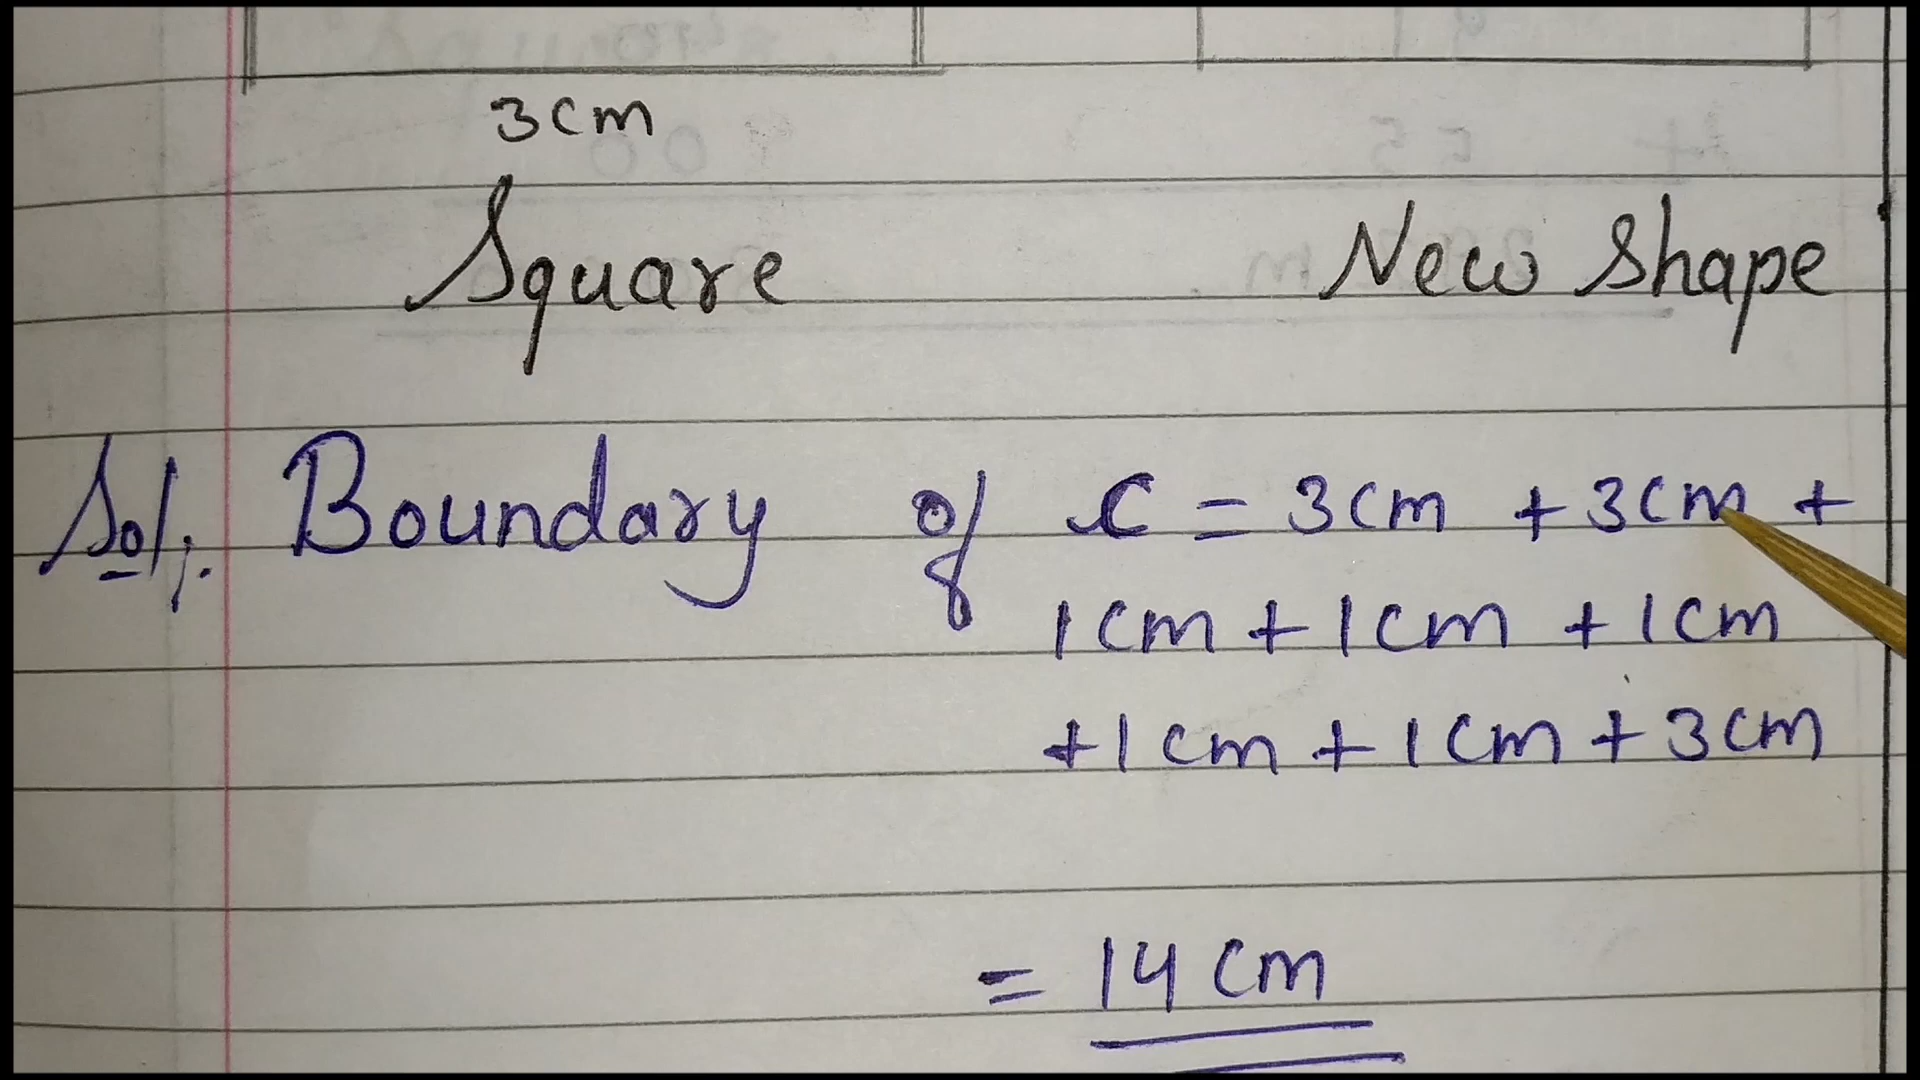 3cm
Square New Shape
Sol:. Boundary of C = 3cm + 3cm +
1cm + 1cm + 1cm
+1cm + 1cm + 3cm
= 14 cm